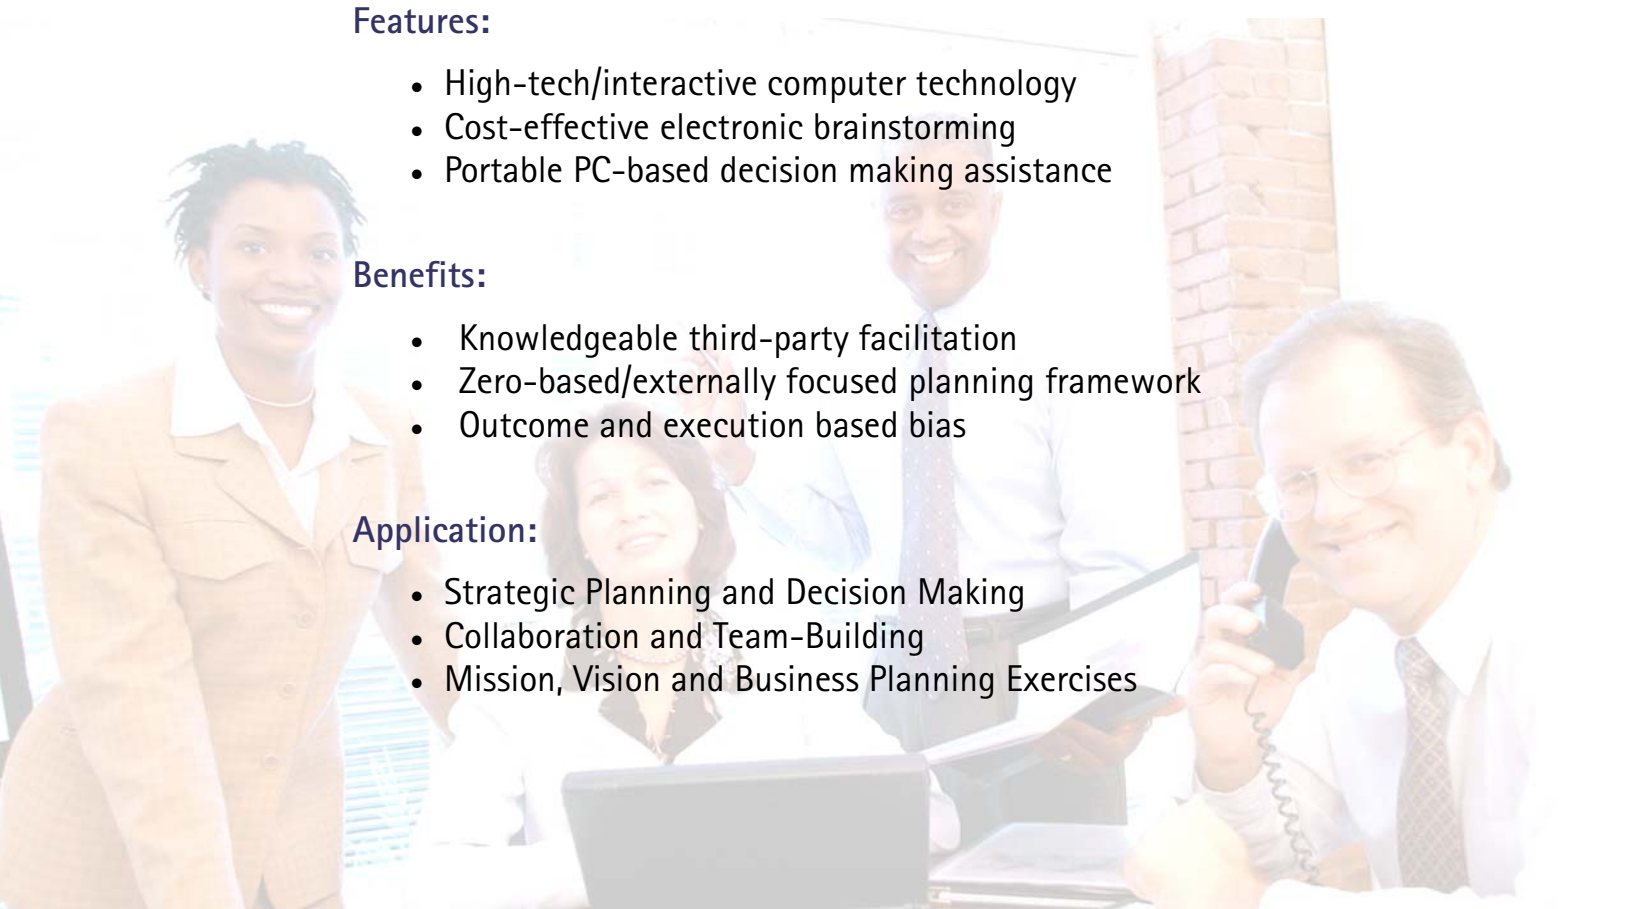 Features:
• High-tech/interactive computer technology
• Cost-effective electronic brainstorming
• Portable PC-based decision making assistance
Benefits:
• Knowledgeable third-party facilitation
• Zero-based/externally focused planning framework
• Outcome and execution based bias
Application:
• Strategic Planning and Decision Making
• Collaboration and Team-Building
• Mission, Vision and Business Planning Exercises